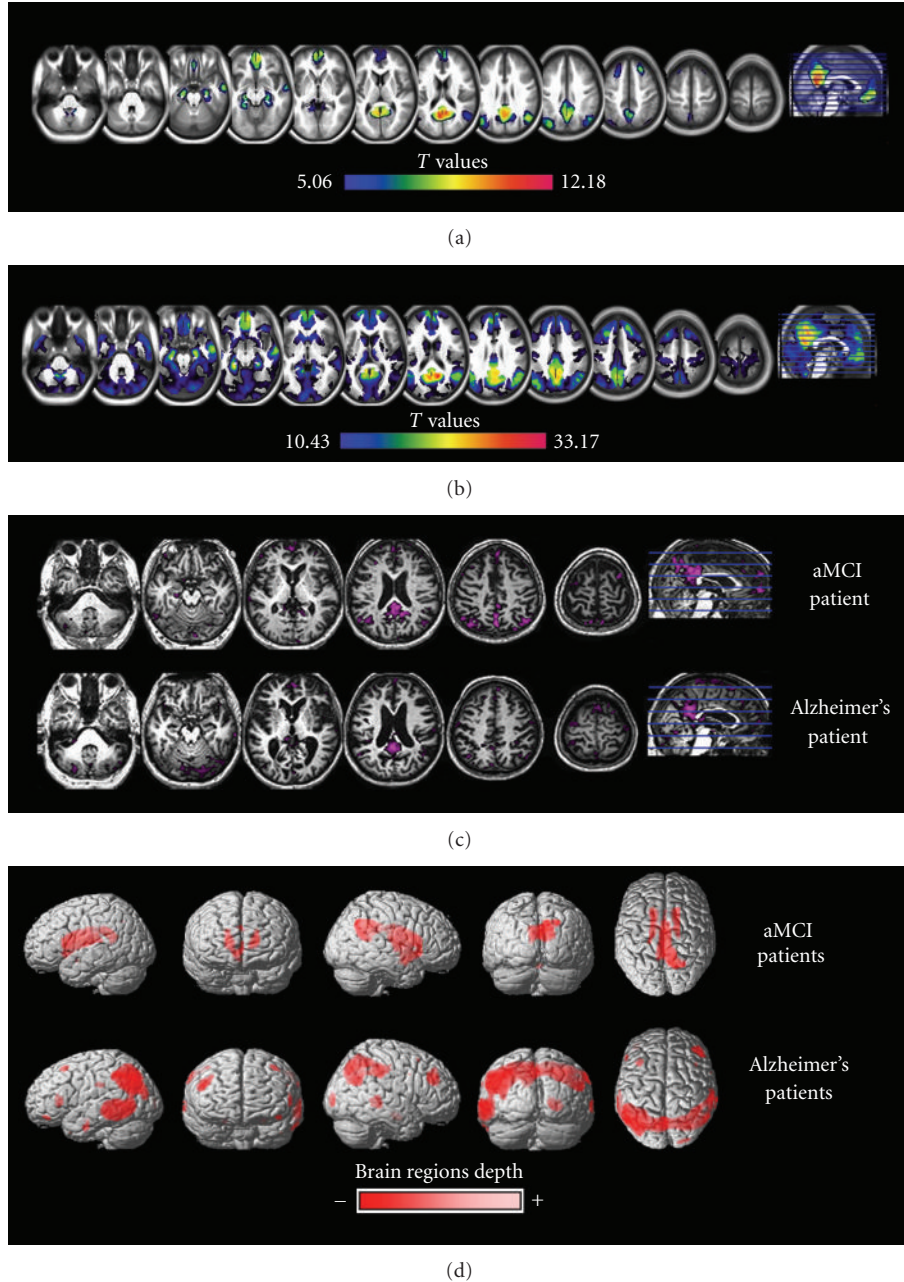 T values
5.06 12.18
(a)
T values
10.43 33.17
(b)
aMCI
patient
Alzheimer's
patient
(c)
aMCI
patients
Alzheimer's
patients
Brain regions depth
− +
(d)